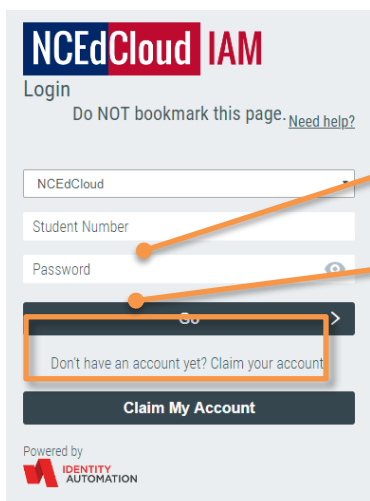 NCEdCloud IAM
Login
Do NOT bookmark this page. Need help?
NCEdCloud
Student Number
Password
Go
Don't have an account yet? Claim your account
Claim My Account
Powered by
IDENTITY
AUTOMATION